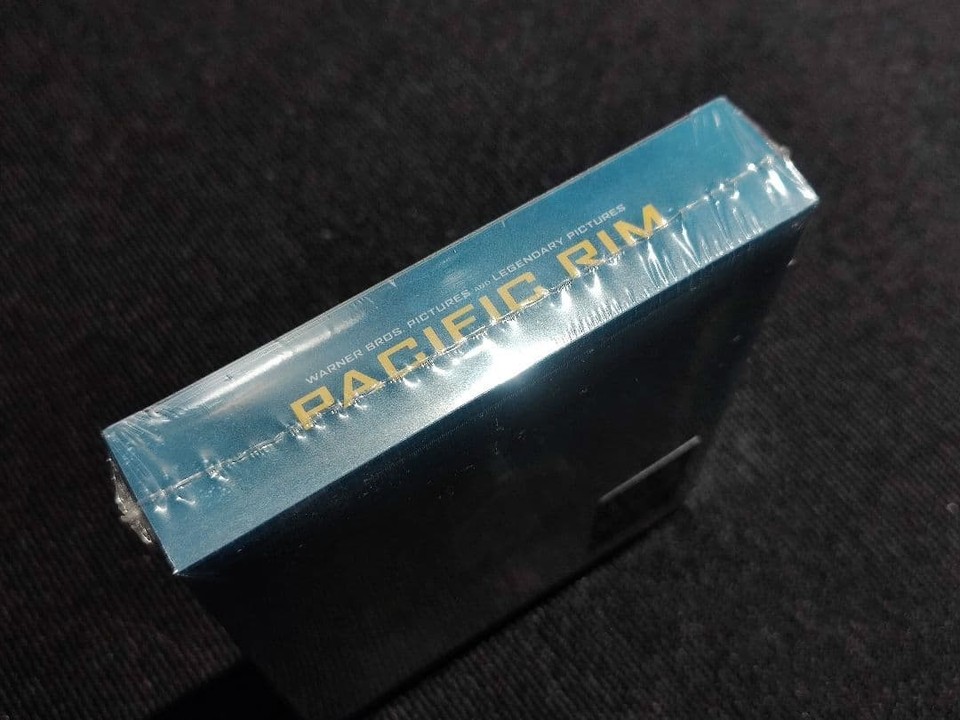 WARNER BROS. PICTURES AND LEGENDARY PICTURES
PACIFIC RIM